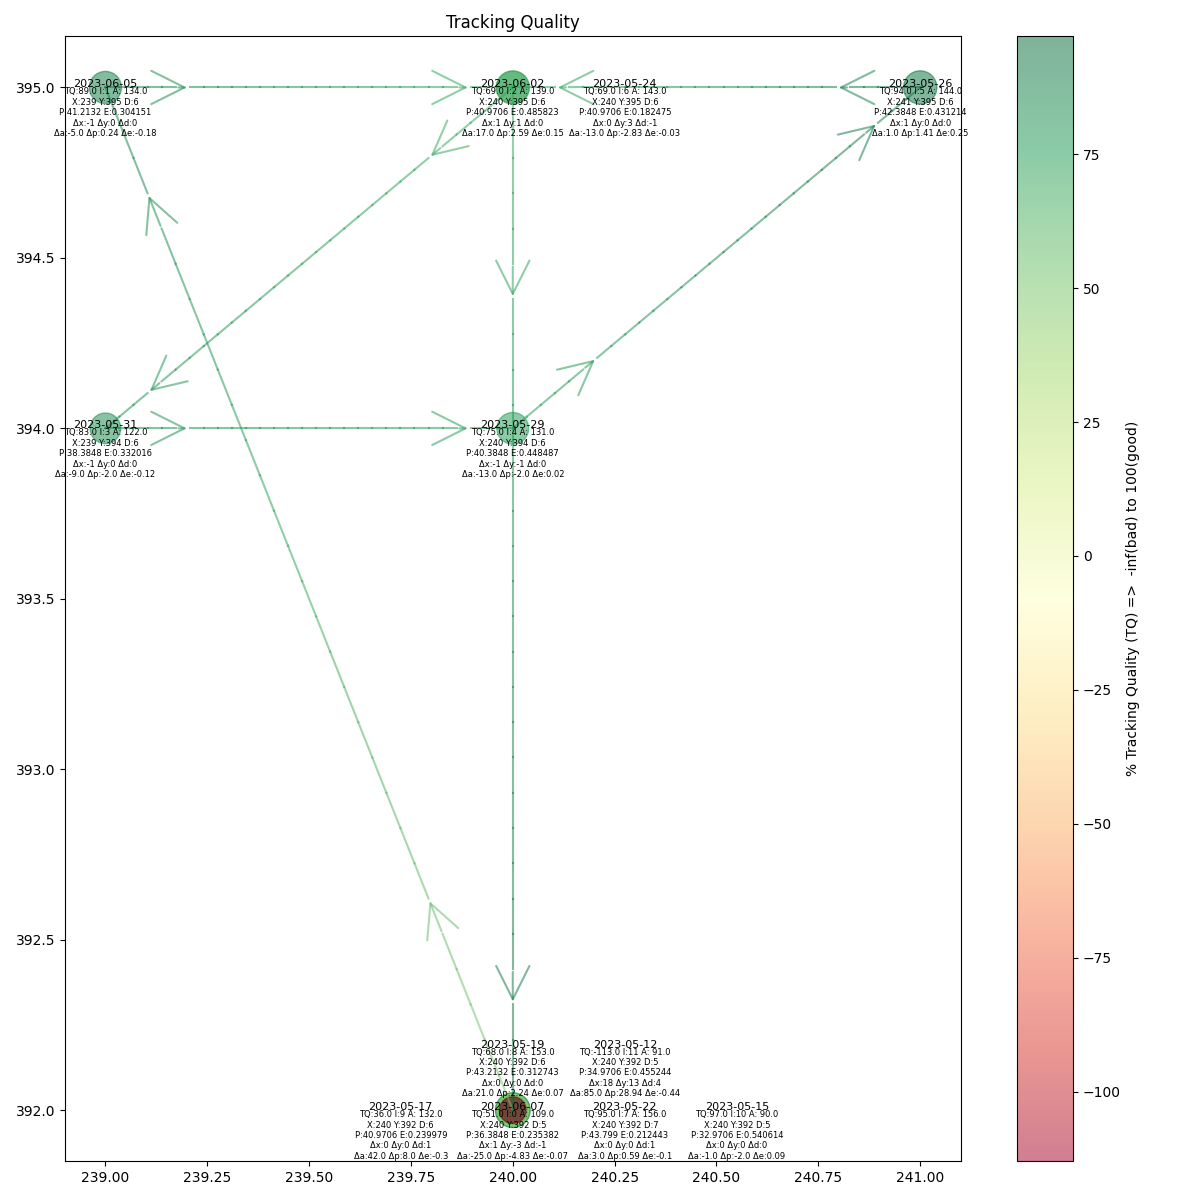 Tracking Quality
395.0
394.5
394.0
393.5
393.0
392.5
392.0
239.00
239.25
239.50
239.75
240.00
240.25
240.50
240.75
241.00
2023-06-05
TQ:89.0 I:2 A: 134.0
X:239 Y:395 D:6
P:41.2132 E:0.304151
Δx:-1 Δy:0 Δd:0
Δa:-5.0 Δp:0.24 Δe:-0.18
2023-06-02
TQ:69.0 I:2 A: 139.0
X:240 Y:395 D:6
P:40.9706 E:0.485823
Δx:1 Δy:1 Δd:0
Δa:17.0 Δp:2.59 Δe:0.15
2023-05-24
TQ:69.0 I:6 A: 143.0
X:240 Y:395 D:6
P:40.9706 E:0.182475
Δx:0 Δy:3 Δd:-1
Δa:-13.0 Δp:-2.83 Δe:-0.03
2023-05-26
TQ:94.0 I:5 A: 144.0
X:241 Y:395 D:6
P:42.3848 E:0.431214
Δx:1 Δy:0 Δd:0
Δa:1.0 Δp:1.41 Δe:0.25
2023-05-31
TQ:83.0 I:3 A: 122.0
X:239 Y:394 D:6
P:38.3848 E:0.332016
Δx:-1 Δy:0 Δd:0
Δa:-9.0 Δp:-2.0 Δe:-0.12
2023-05-29
TQ:75.0 I:4 A: 131.0
X:240 Y:394 D:6
P:40.3848 E:0.448487
Δx:-1 Δy:-1 Δd:0
Δa:-13.0 Δp:-2.0 Δe:0.02
2023-05-19
TQ:68.0 I:8 A: 153.0
X:240 Y:392 D:6
P:43.2132 E:0.312743
Δx:0 Δy:0 Δd:0
Δa:21.0 Δp:2.24 Δe:0.07
2023-05-12
TQ:-113.0 I:11 A: 91.0
X:240 Y:392 D:5
P:34.9706 E:0.455244
Δx:18 Δy:13 Δd:4
Δa:85.0 Δp:28.94 Δe:-0.44
2023-05-17
TQ:36.0 I:9 A: 132.0
X:240 Y:392 D:6
P:40.9706 E:0.239979
Δx:0 Δy:0 Δd:1
Δa:42.0 Δp:8.0 Δe:-0.3
2023-06-07
A: 109.0
X:240 Y:392 D:5
P:36.3848 E:0.235382
Δx:1 Δy:-3 Δd:-1
Δa:-25.0 Δp:-4.83 Δe:-0.07
2023-05-22
TQ:95.0 I:7 A: 156.0
X:240 Y:392 D:7
P:43.799 E:0.212443
Δx:0 Δy:0 Δd:1
Δa:3.0 Δp:0.59 Δe:-0.1
2023-05-15
TQ:97.0 I:10 A: 90.0
X:240 Y:392 D:5
P:32.9706 E:0.540614
Δx:0 Δy:0 Δd:0
Δa:-1.0 Δp:-2.0 Δe:0.09
75
50
25
0
−25
−50
−75
−100
% Tracking Quality (TQ) => -inf(bad) to 100(good)